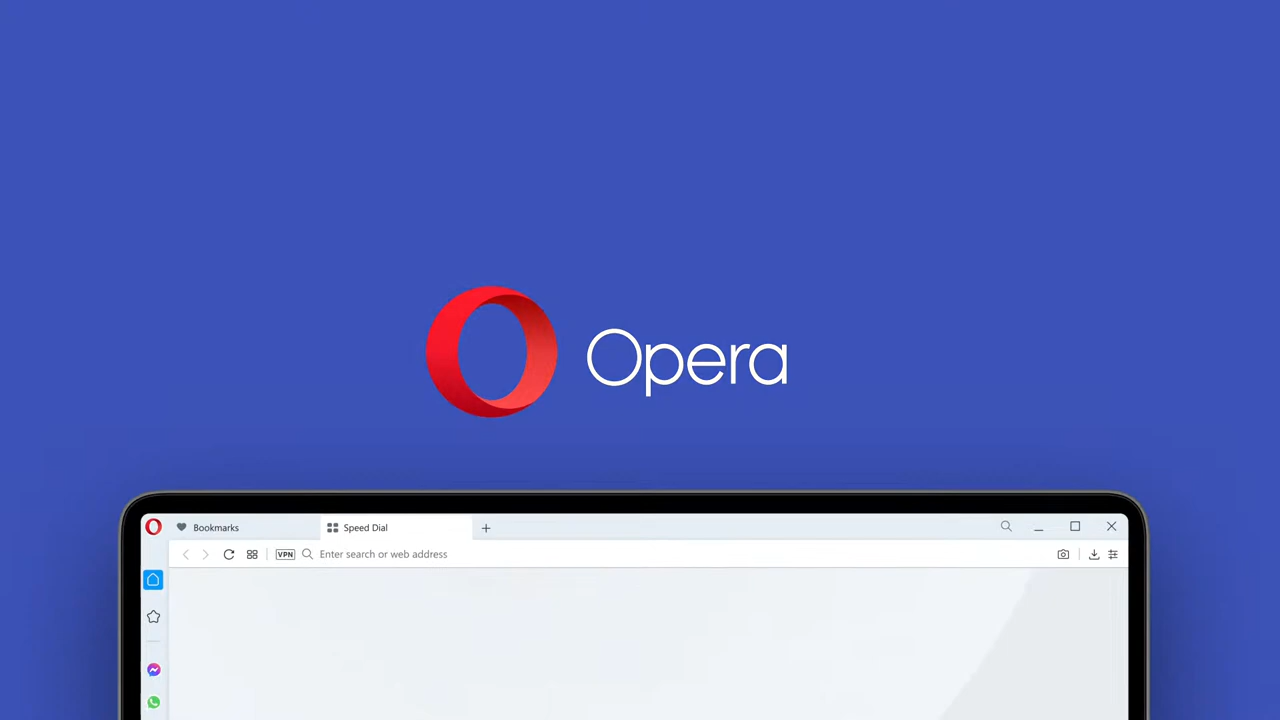 Opera
Bookmarks
Speed Dial
VPN
Enter search or web address